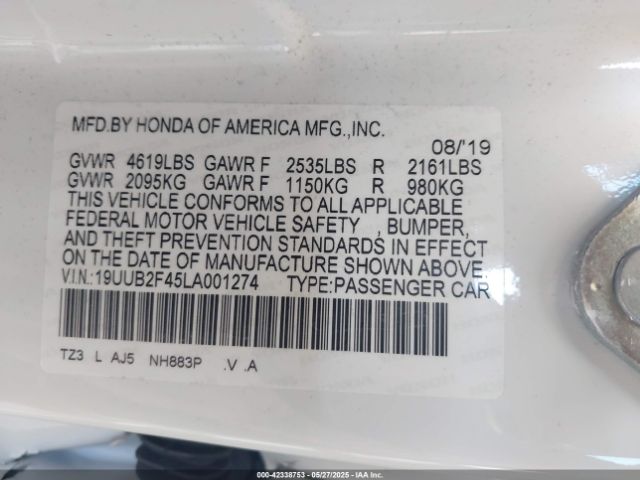 MFD.BY HONDA OF AMERICA MFG.,INC.
08/'19
GVWR 4619LBS GAWR F 2535LBS R 2161LBS
GVWR 2095KG GAWR F 1150KG R 980KG
THIS VEHICLE CONFORMS TO ALL APPLICABLE
FEDERAL MOTOR VEHICLE SAFETY , BUMPER,
AND THEFT PREVENTION STANDARDS IN EFFECT
ON THE DATE OF MANUFACTURE SHOWN ABOVE.
V.I.N.:19UUB2F45LA001274 TYPE:PASSENGER CAR
TZ3 L AJ5 NH883P .V .A
000-42338753 - 05/27/2025 - IAA Inc.